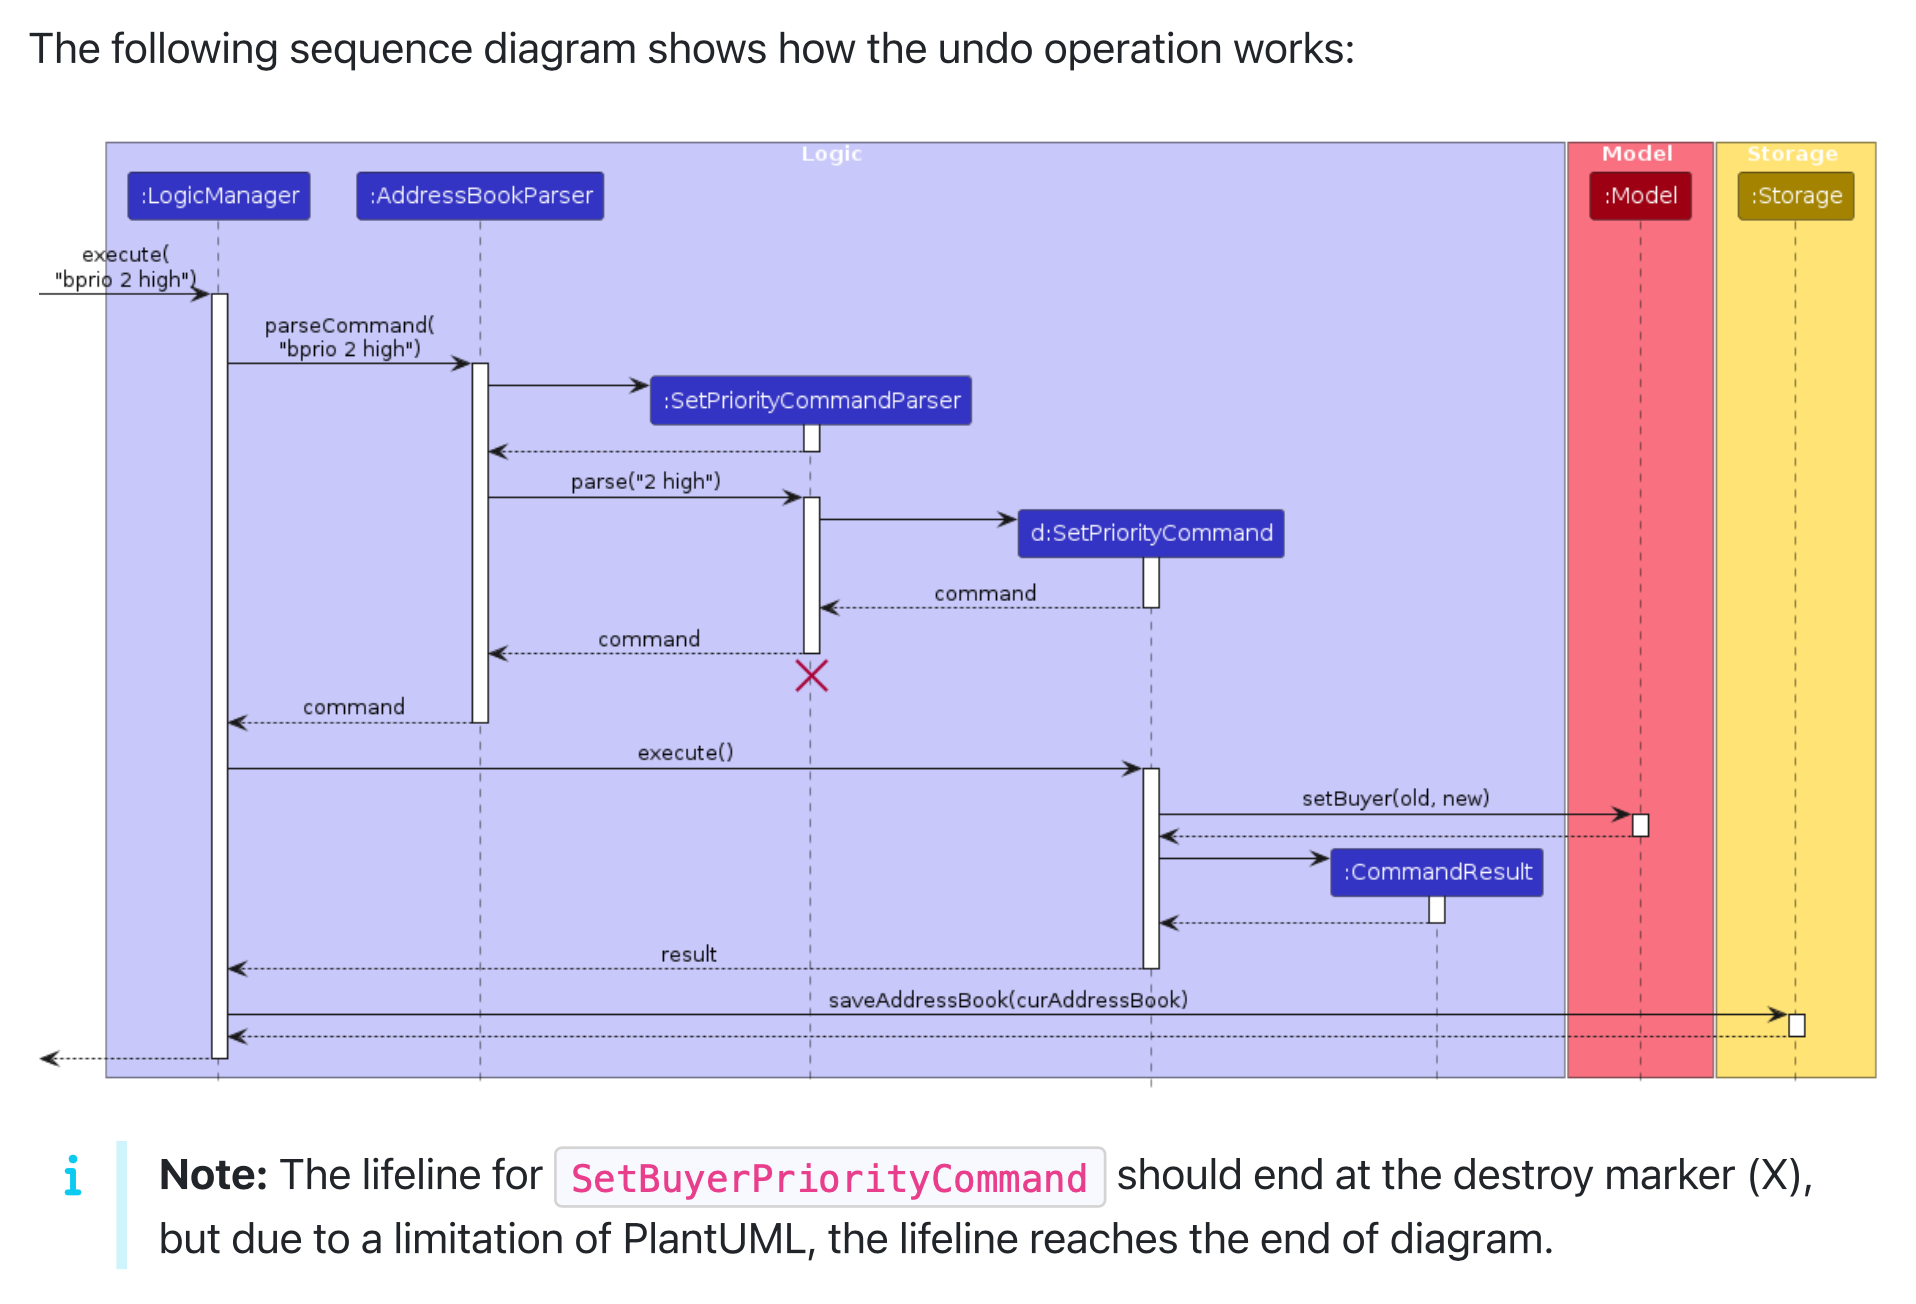 The following sequence diagram shows how the undo operation works:
Logic
Model
Storage
:LogicManager
:AddressBookParser
:Model
:Storage
execute(
"bprio 2 high")
parseCommand(
"bprio 2 high")
:SetPriorityCommandParser
parse("2 high")
d:SetPriorityCommand
command
command
command
execute()
setBuyer(old, new)
:CommandResult
result
saveAddressBook(curAddressBook)
i
Note: The lifeline for SetBuyerPriorityCommand should end at the destroy marker (X),
but due to a limitation of PlantUML, the lifeline reaches the end of diagram.